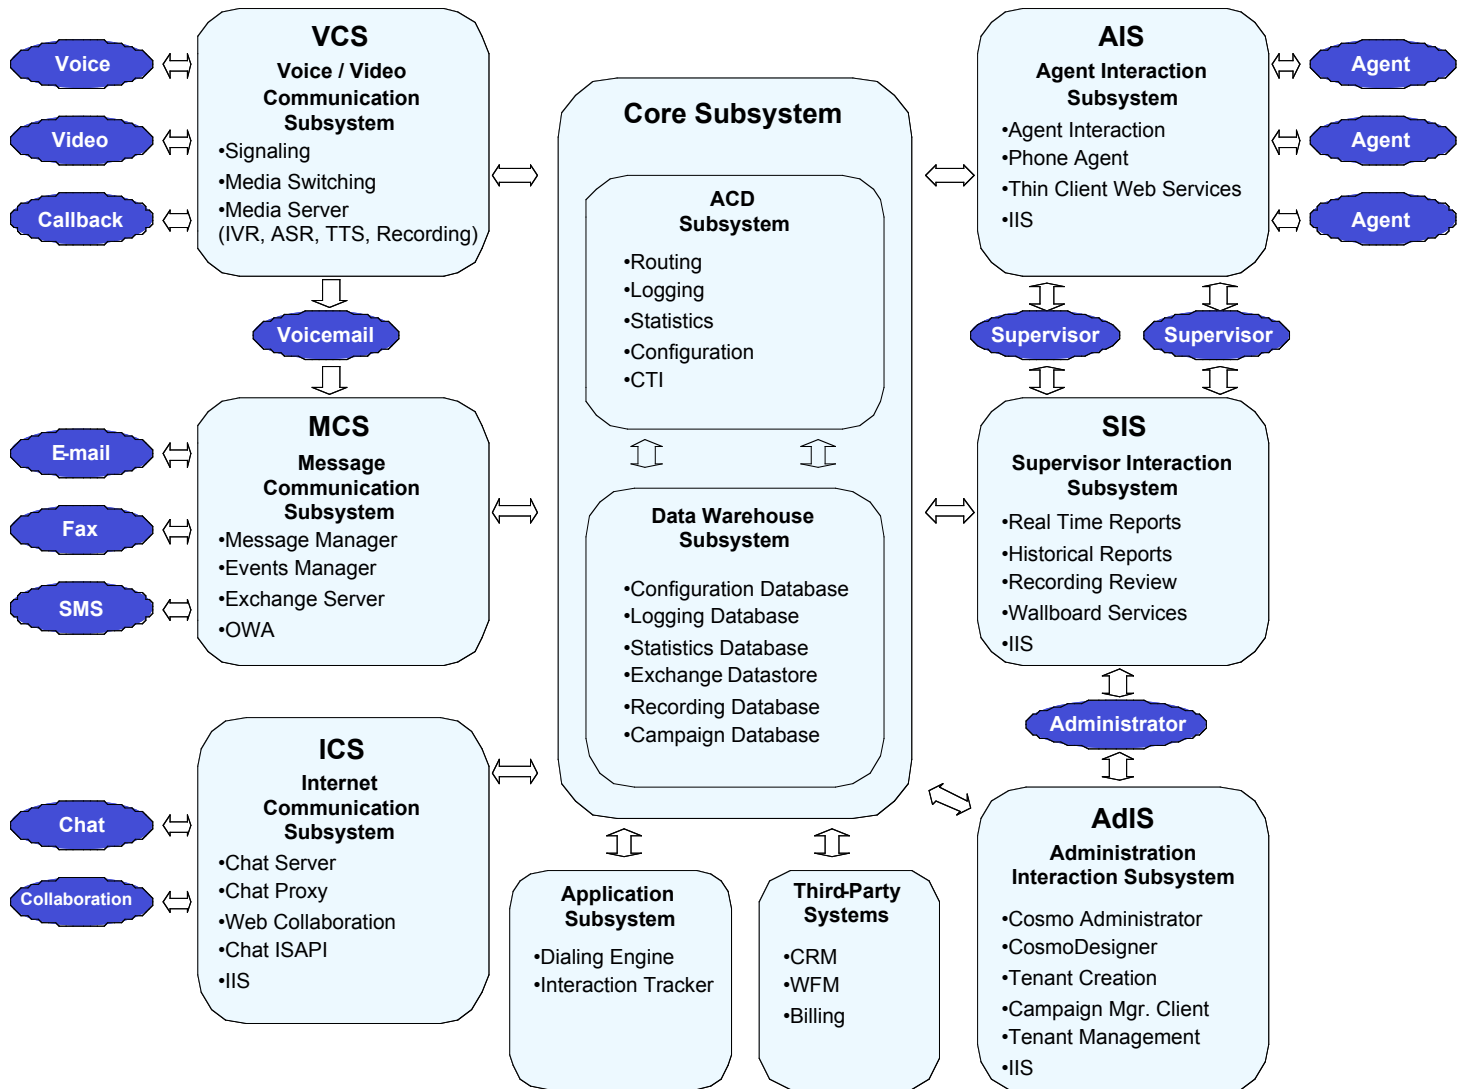 VCS
Voice / Video
Communication
Subsystem
•Signaling
•Media Switching
•Media Server
(IVR, ASR, TTS, Recording)
Voice
Video
Callback
Voicemail
MCS
Message
Communication
Subsystem
•Message Manager
•Events Manager
•Exchange Server
•OWA
E-mail
Fax
SMS
ICS
Internet
Communication
Subsystem
•Chat Server
•Chat Proxy
•Web Collaboration
•Chat ISAPI
•IIS
Chat
Collaboration
Core Subsystem
ACD
Subsystem
•Routing
•Logging
•Statistics
•Configuration
•CTI
Data Warehouse
Subsystem
•Configuration Database
•Logging Database
•Statistics Database
•Exchange Datastore
•Recording Database
•Campaign Database
Application
Subsystem
•Dialing Engine
•Interaction Tracker
Third-Party
Systems
•CRM
•WFM
•Billing
AIS
Agent Interaction
Subsystem
•Agent Interaction
•Phone Agent
•Thin Client Web Services
•IIS
Agent
Agent
Agent
Supervisor
Supervisor
SIS
Supervisor Interaction
Subsystem
•Real Time Reports
•Historical Reports
•Recording Review
•Wallboard Services
•IIS
Administrator
AdIS
Administration
Interaction Subsystem
•Cosmo Administrator
•CosmoDesigner
•Tenant Creation
•Campaign Mgr. Client
•Tenant Management
•IIS